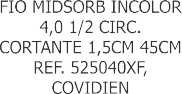 FIO MIDSORB INCOLOR
4,0 1/2 CIRC.
CORTANTE 1,5CM 45CM
REF. 525040XF,
COVIDIEN